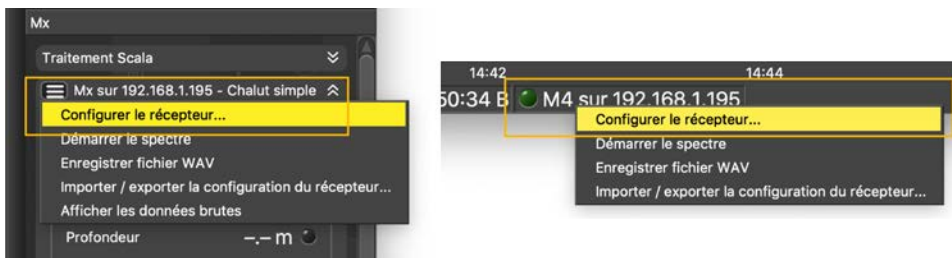 Mx
Traitement Scala
Mx sur 192.168.1.195 - Chalut simple
Configurer le récepteur...
Démarrer le spectre
Enregistrer fichier WAV
Importer / exporter la configuration du récepteur...
Afficher les données brutes
Profondeur -.- m
14:42 14:44
50:34 B M4 sur 192.168.1.195
Configurer le récepteur...
Démarrer le spectre
Enregistrer fichier WAV
Importer / exporter la configuration du récepteur...